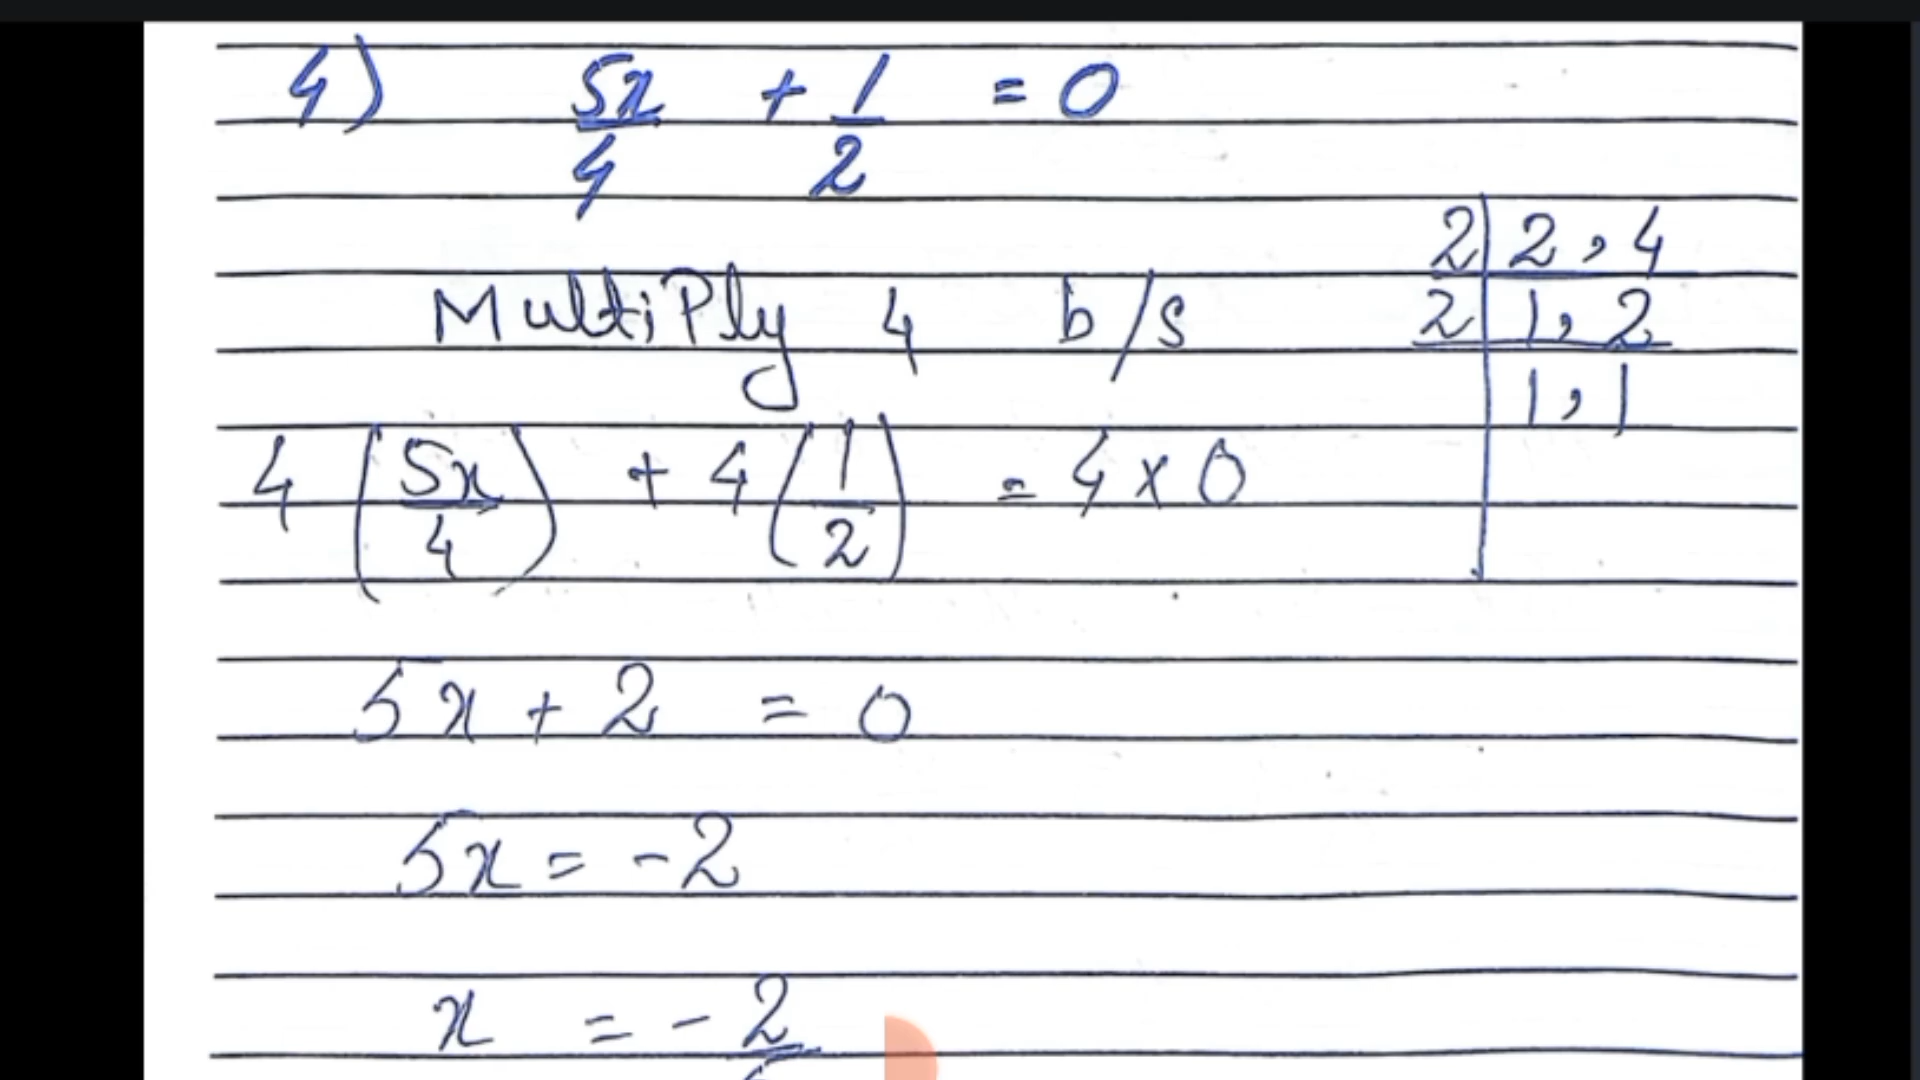 4) 5x/4 + 1/2 = 0
2 | 2, 4
Multiply 4 b/s
2 | 1, 2
1, 1
4 (5x/4) + 4 (1/2) = 4 x 0
5x + 2 = 0
5x = -2
x = - 2